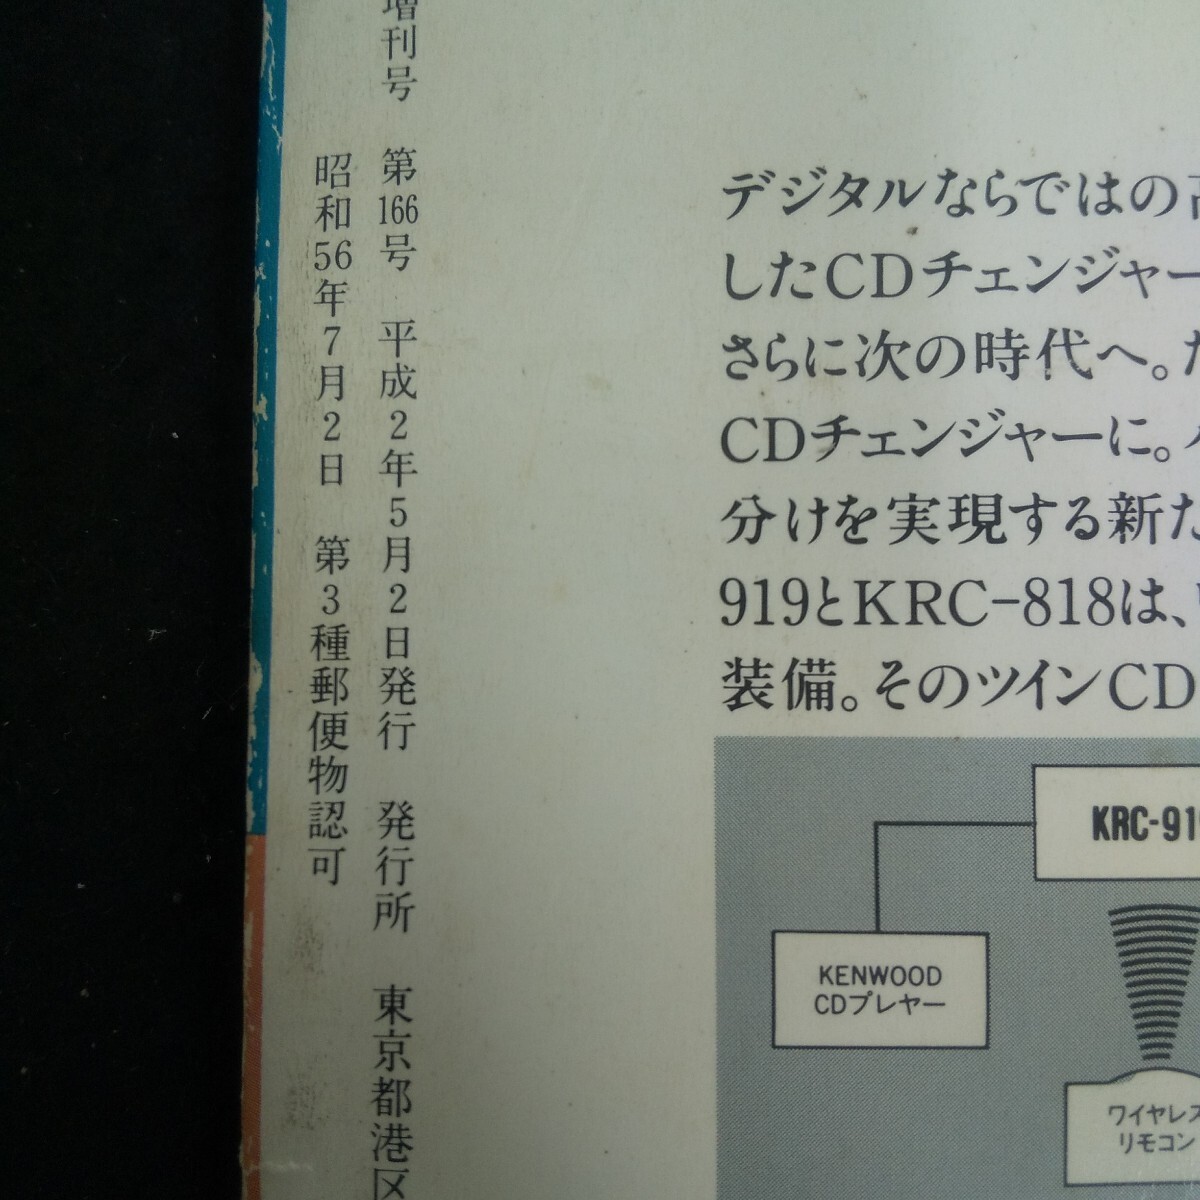 増刊号 第166号 平成2年5月2日発行 発行所 東京都港区
昭和56年7月2日 第3種郵便物認可
デジタルならではの高
したCDチェンジャー
さらに次の時代へ。た
CDチェンジャーに。
分けを実現する新た
919とKRC-818は、
装備。そのツインCD
KRC-919
KENWOOD
CDプレヤー
ワイヤレス
リモコン